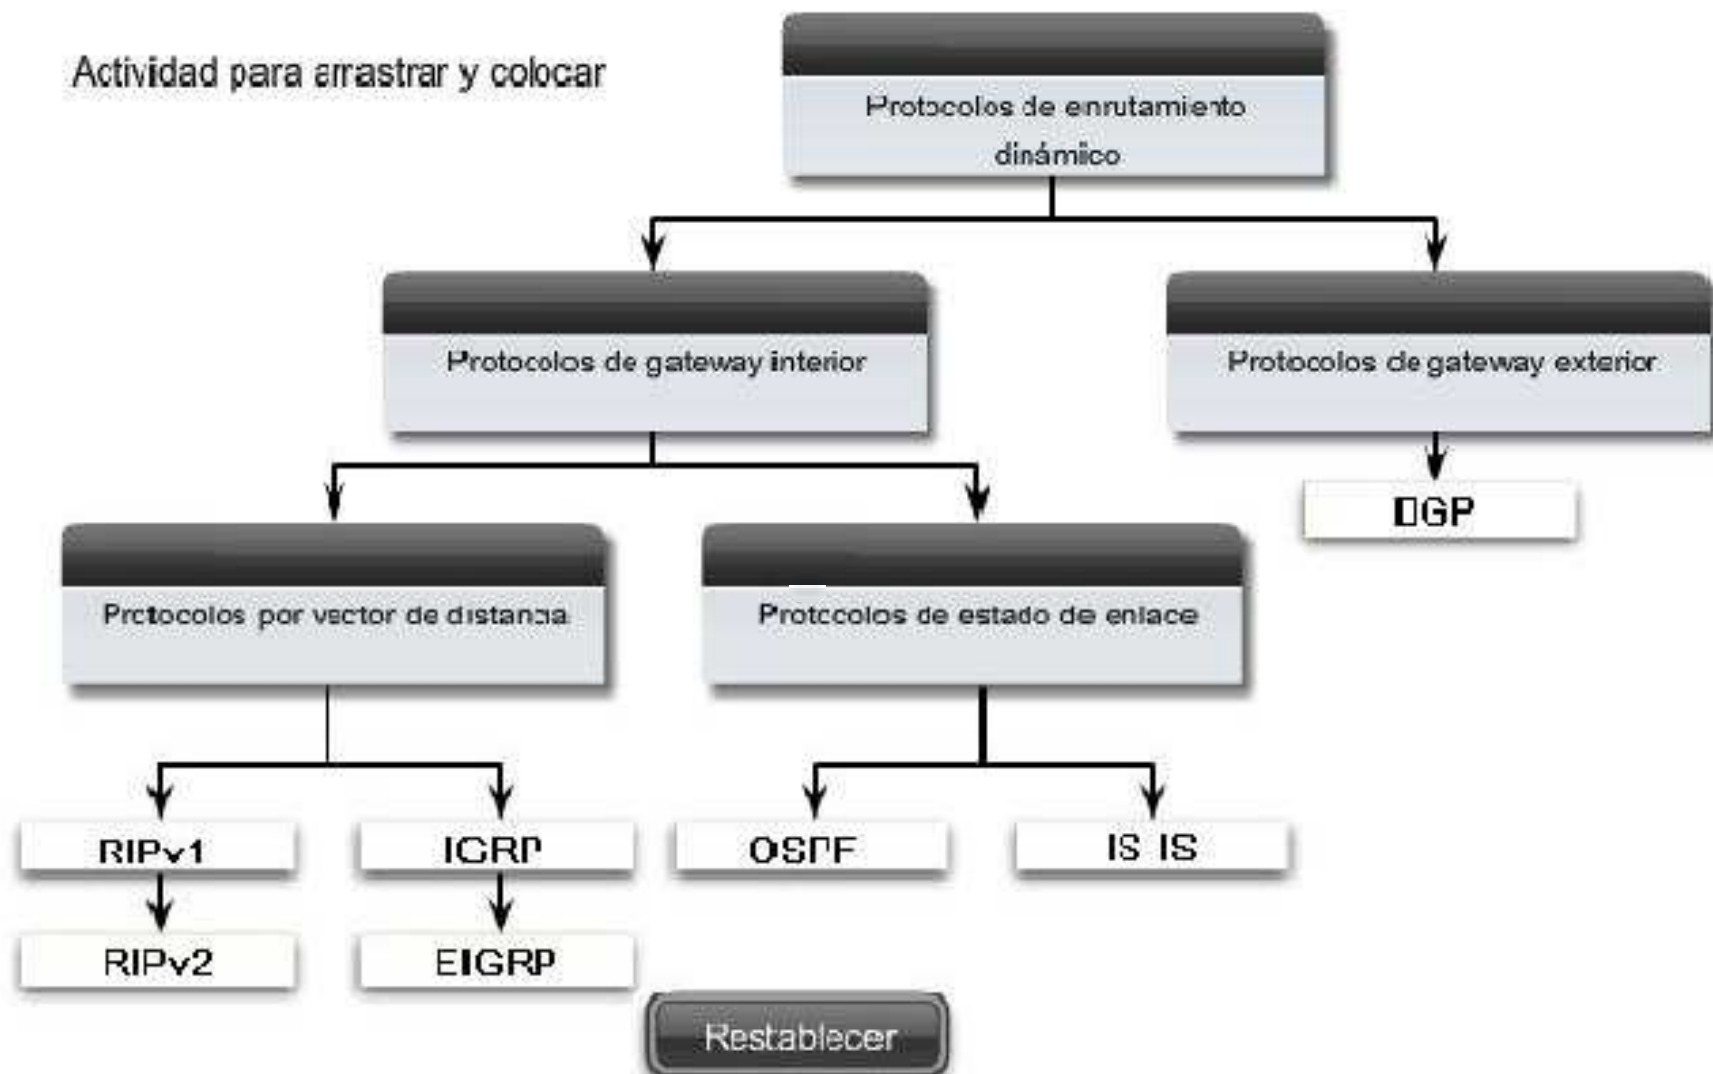 Actividad para arrastrar y colocar
Protocolos de enrutamiento
dinámico
Protocolos de gateway interior
Protocolos de gateway exterior
Protocolos por vector de distancia
Protocolos de estado de enlace
RIPv1
IGRP
OSPF
IS IS
RIPv2
EIGRP
Restablecer